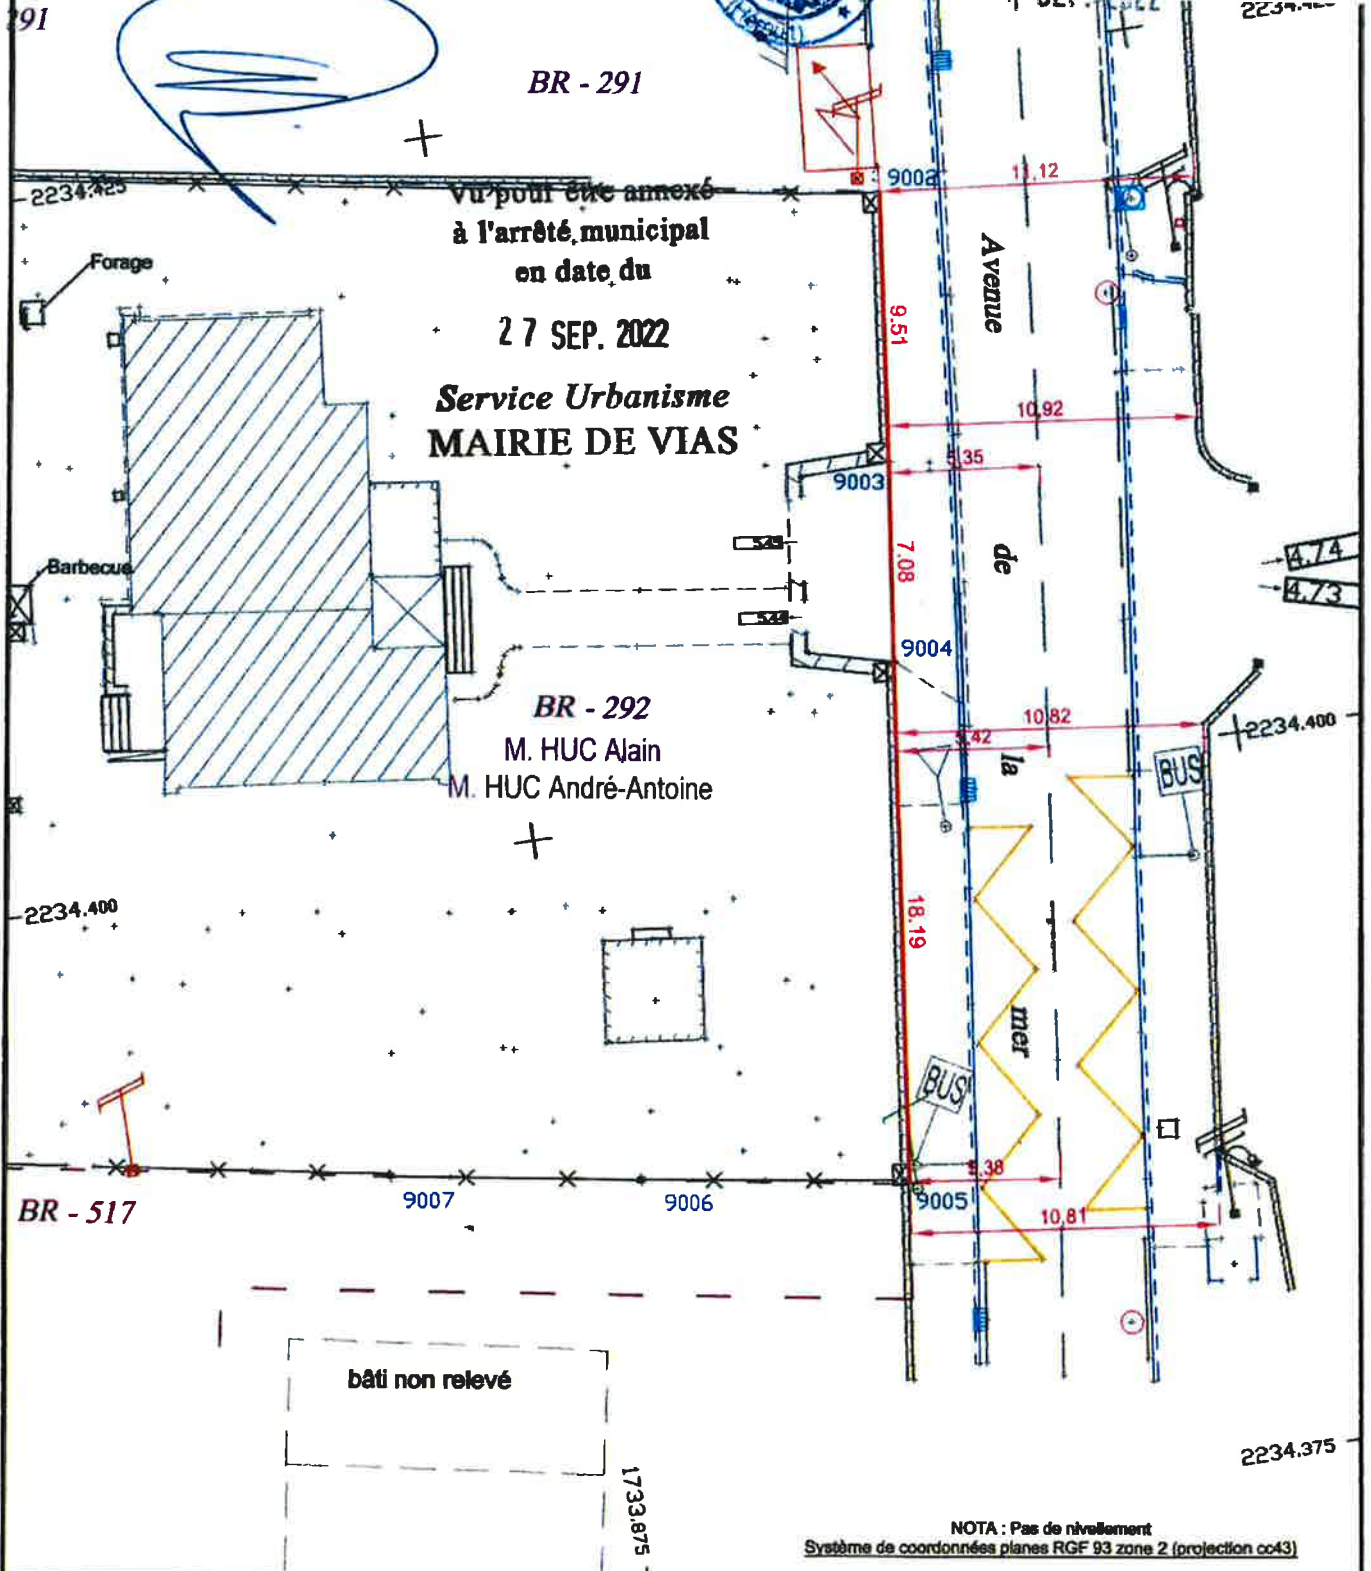 291
2234.425
BR - 291
11,12
9002
2234.425
Vu pour être annexé
à l'arrêté municipal
en date du
27 SEP. 2022
Service Urbanisme
MAIRIE DE VIAS
Forage
Avenue
9.51
10,92
5,35
9003
de
7.08
4.74
4.73
Barbecue
9004
BR - 292
M. HUC Alain
M. HUC André-Antoine
10,82
5,42
la
2234.400
BUS
2234.400
18.19
mer
BUS
5,38
9007
9006
9005
BR - 517
10,81
bâti non relevé
2234.375
1733.875
NOTA : Pas de nivellement
Système de coordonnées planes RGF 93 zone 2 (projection cc43)